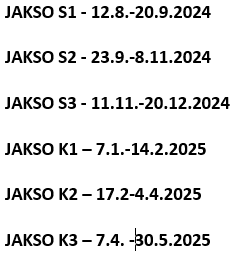 JAKSO S1 - 12.8.-20.9.2024
JAKSO S2 - 23.9.-8.11.2024
JAKSO S3 - 11.11.-20.12.2024
JAKSO K1 – 7.1.-14.2.2025
JAKSO K2 – 17.2-4.4.2025
JAKSO K3 – 7.4. -30.5.2025